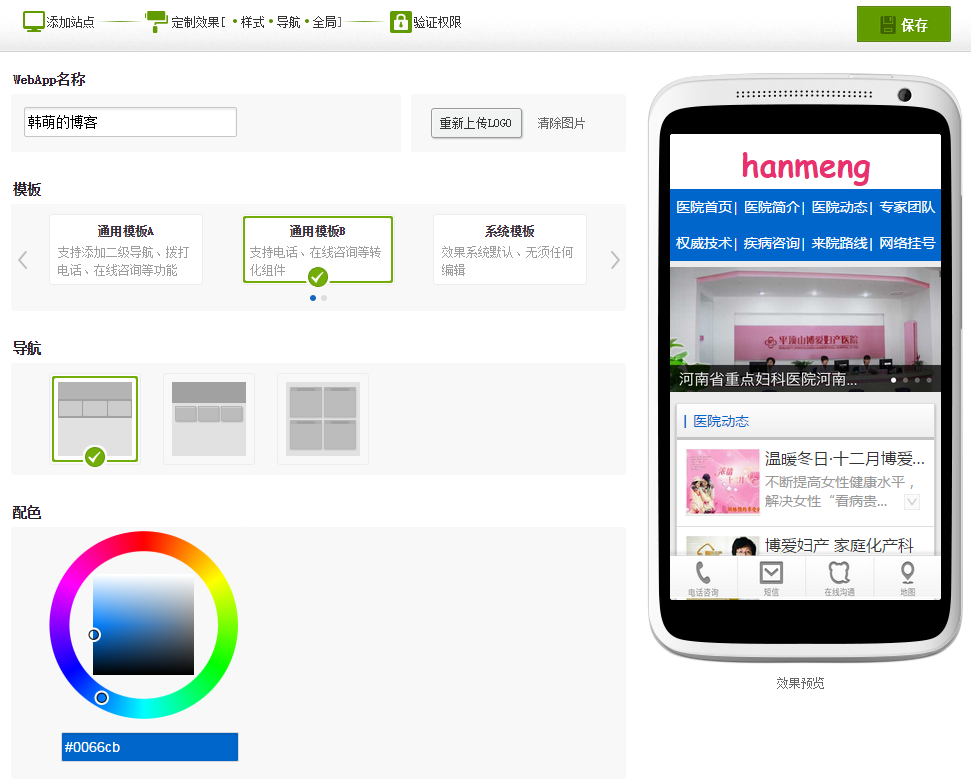 添加站点
定制效果[ •样式•导航•全局]
验证权限
保存
WebApp名称
韩萌的博客
重新上传LOGO
清除图片
模板
通用模板A
支持添加二级导航、拨打
电话、在线咨询等功能
通用模板B
支持电话、在线咨询等转
化组件
系统模板
效果系统默认、无须任何
编辑
导航
配色
#0066cb
hanmeng
医院首页| 医院简介| 医院动态| 专家团队
权威技术| 疾病咨询| 来院路线| 网络挂号
平顶山博爱妇产医院
河南省重点妇科医院河南...
| 医院动态
温暖冬日·十二月博爱...
不断提高女性健康水平，
解决女性“看病贵...
博爱妇产 家庭化产科
电话咨询
短信
在线沟通
地图
效果预览